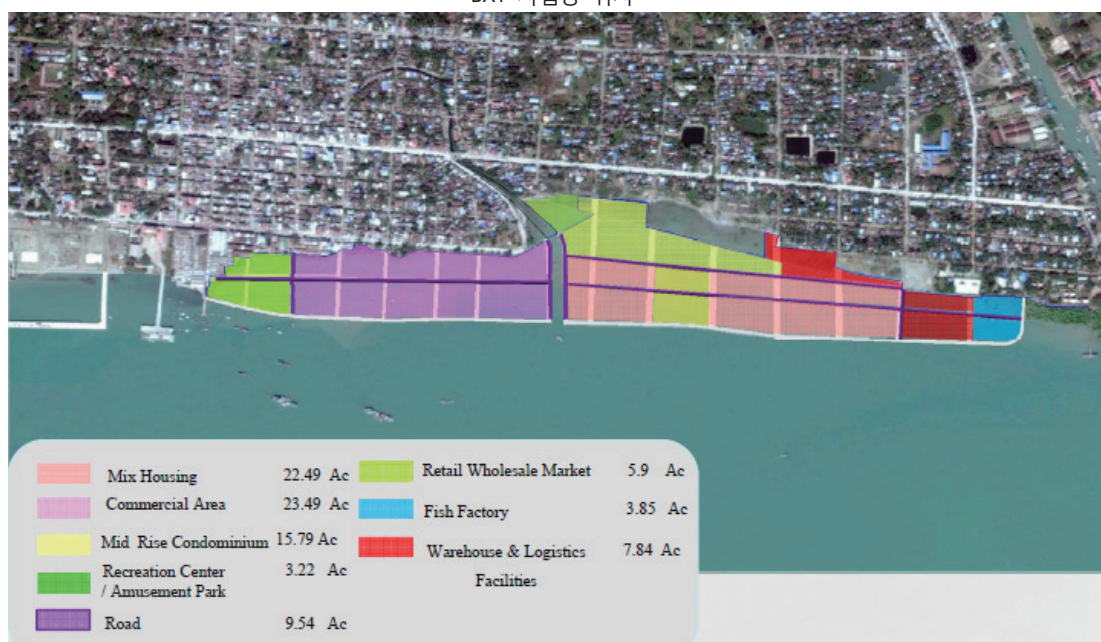 Mix Housing 22.49 Ac
Commercial Area 23.49 Ac
Mid Rise Condominium 15.79 Ac
Recreation Center
/ Amusement Park 3.22 Ac
Road 9.54 Ac
Retail Wholesale Market 5.9 Ac
Fish Factory 3.85 Ac
Warehouse & Logistics 7.84 Ac
Facilities